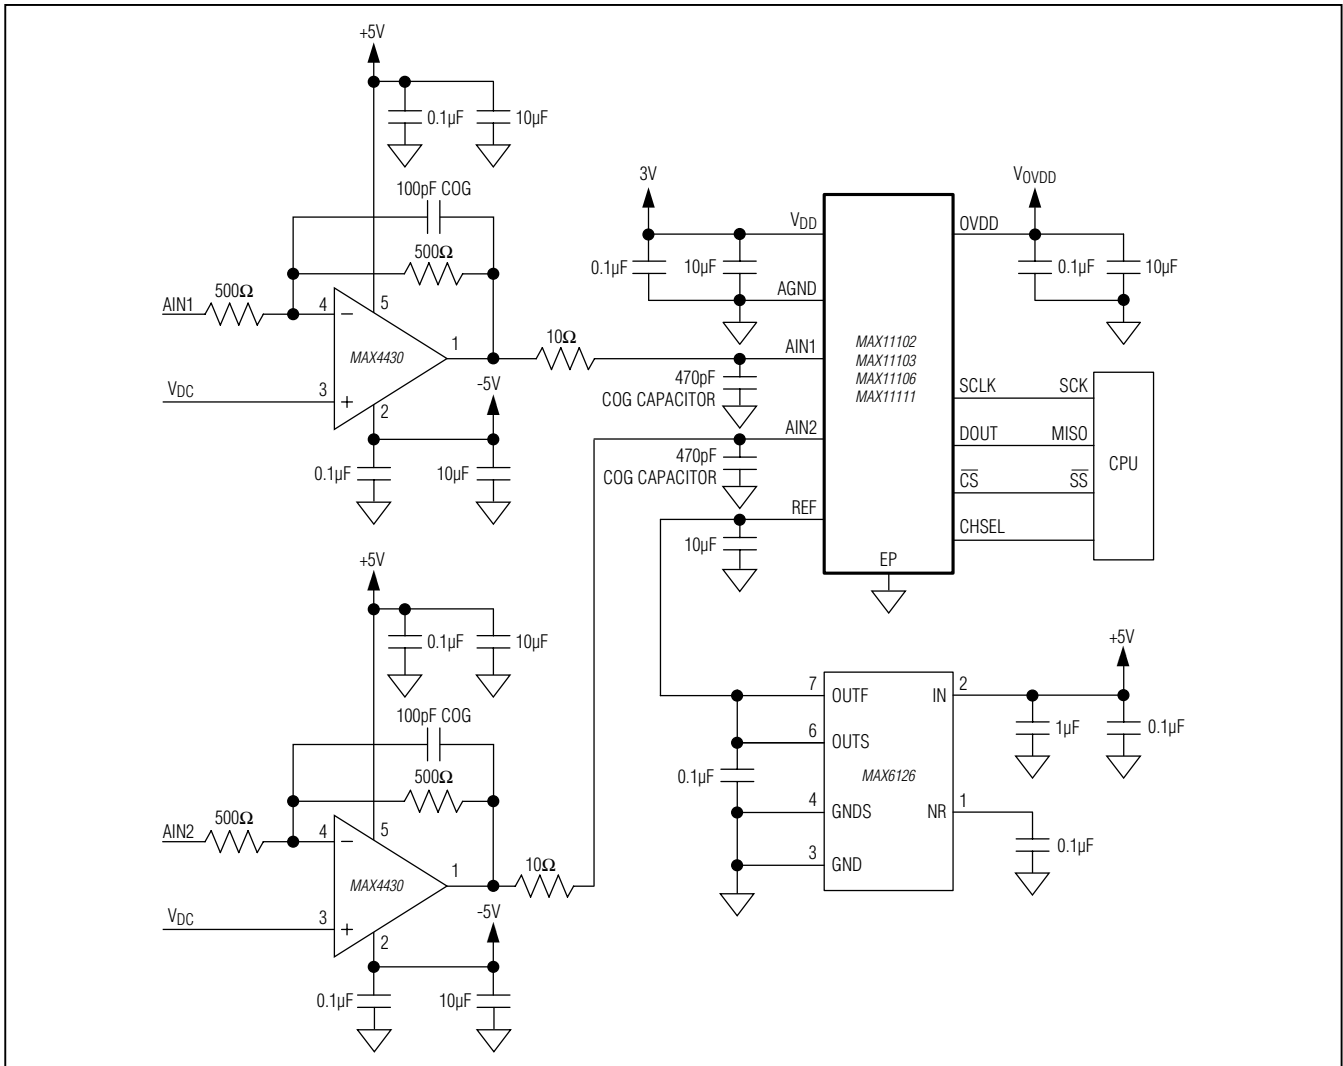 +5V
0.1µF
10µF
100pF COG
500Ω
AIN1
500Ω
4
−
5
MAX4430
1
VDC
3
+
2
-5V
0.1µF
10µF
10Ω
3V
0.1µF
10µF
VDD
AGND
AIN1
470pF
COG CAPACITOR
AIN2
470pF
COG CAPACITOR
REF
10µF
MAX11102
MAX11103
MAX11106
MAX11111
EP
VOVDD
OVDD
0.1µF
10µF
SCLK
SCK
DOUT
MISO
CS
SS
CHSEL
CPU
+5V
0.1µF
10µF
100pF COG
500Ω
AIN2
500Ω
4
−
5
MAX4430
1
VDC
3
+
2
-5V
0.1µF
10µF
10Ω
7
OUTF
6
OUTS
0.1µF
4
GNDS
3
GND
MAX6126
IN
2
NR
1
+5V
1µF
0.1µF
0.1µF